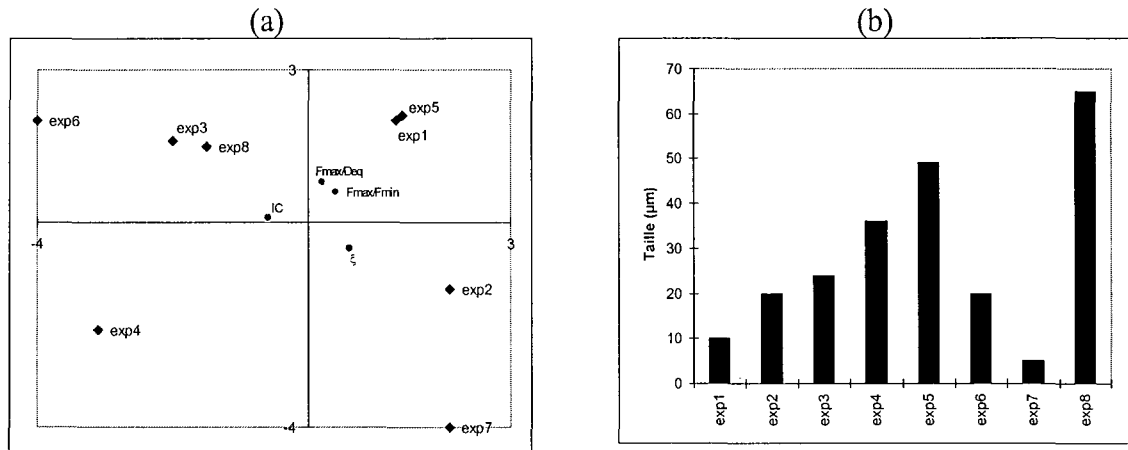 (a)
3
exp6
exp3
exp8
exp5
exp1
Fmax/Deq
Fmax/Fmin
IC
-4
3
ξ
exp2
exp4
-4
exp7
(b)
Taille (µm)
70
60
50
40
30
20
10
0
exp1
exp2
exp3
exp4
exp5
exp6
exp7
exp8